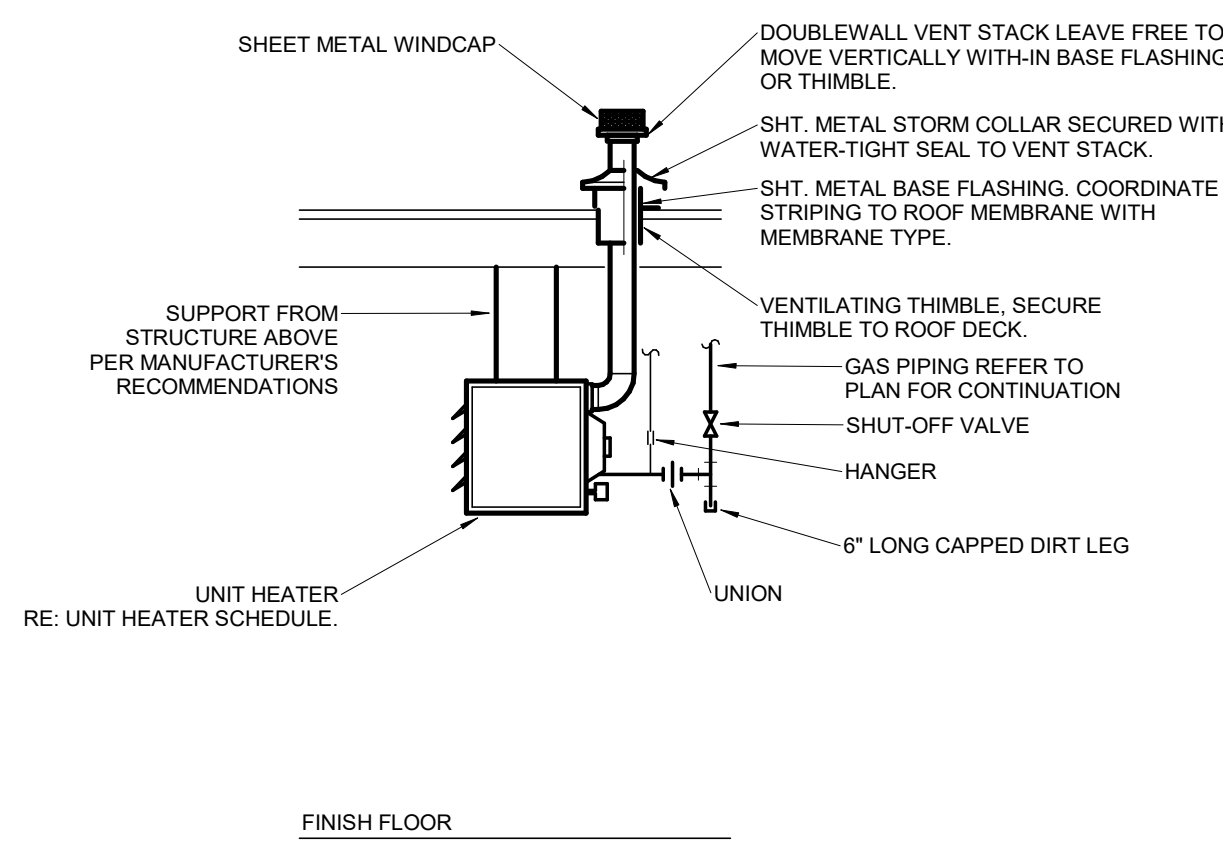 SHEET METAL WINDCAP
DOUBLEWALL VENT STACK LEAVE FREE TO
MOVE VERTICALLY WITH-IN BASE FLASHING
OR THIMBLE.
SHT. METAL STORM COLLAR SECURED WITH
WATER-TIGHT SEAL TO VENT STACK.
SHT. METAL BASE FLASHING. COORDINATE
STRIPING TO ROOF MEMBRANE WITH
MEMBRANE TYPE.
VENTILATING THIMBLE, SECURE
THIMBLE TO ROOF DECK.
SUPPORT FROM
STRUCTURE ABOVE
PER MANUFACTURER'S
RECOMMENDATIONS
GAS PIPING REFER TO
PLAN FOR CONTINUATION
SHUT-OFF VALVE
HANGER
6" LONG CAPPED DIRT LEG
UNION
UNIT HEATER
RE: UNIT HEATER SCHEDULE.
FINISH FLOOR